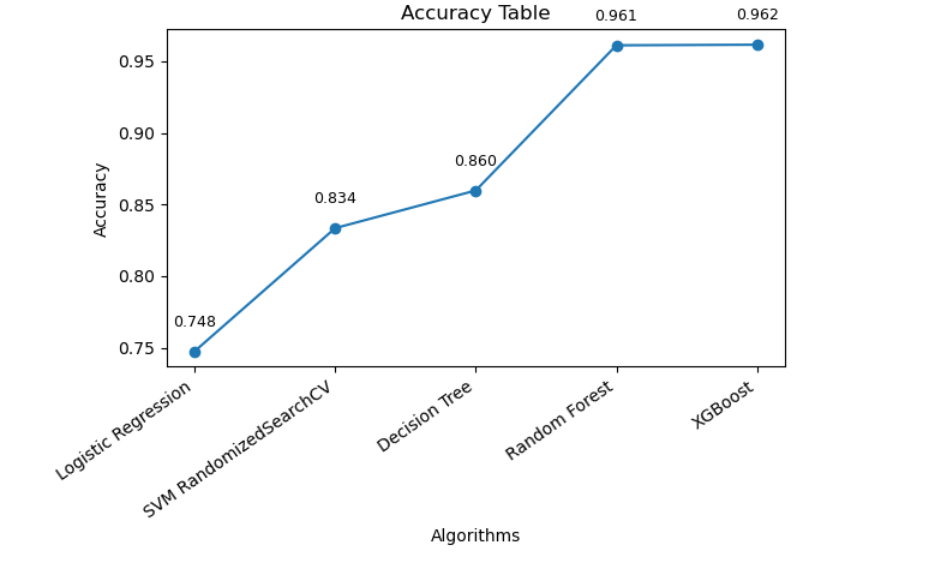 Accuracy Table
0.961
0.962
0.95
0.90
0.860
0.85
0.834
0.80
0.748
0.75
Accuracy
Logistic Regression
SVM RandomizedSearchCV
Decision Tree
Random Forest
XGBoost
Algorithms